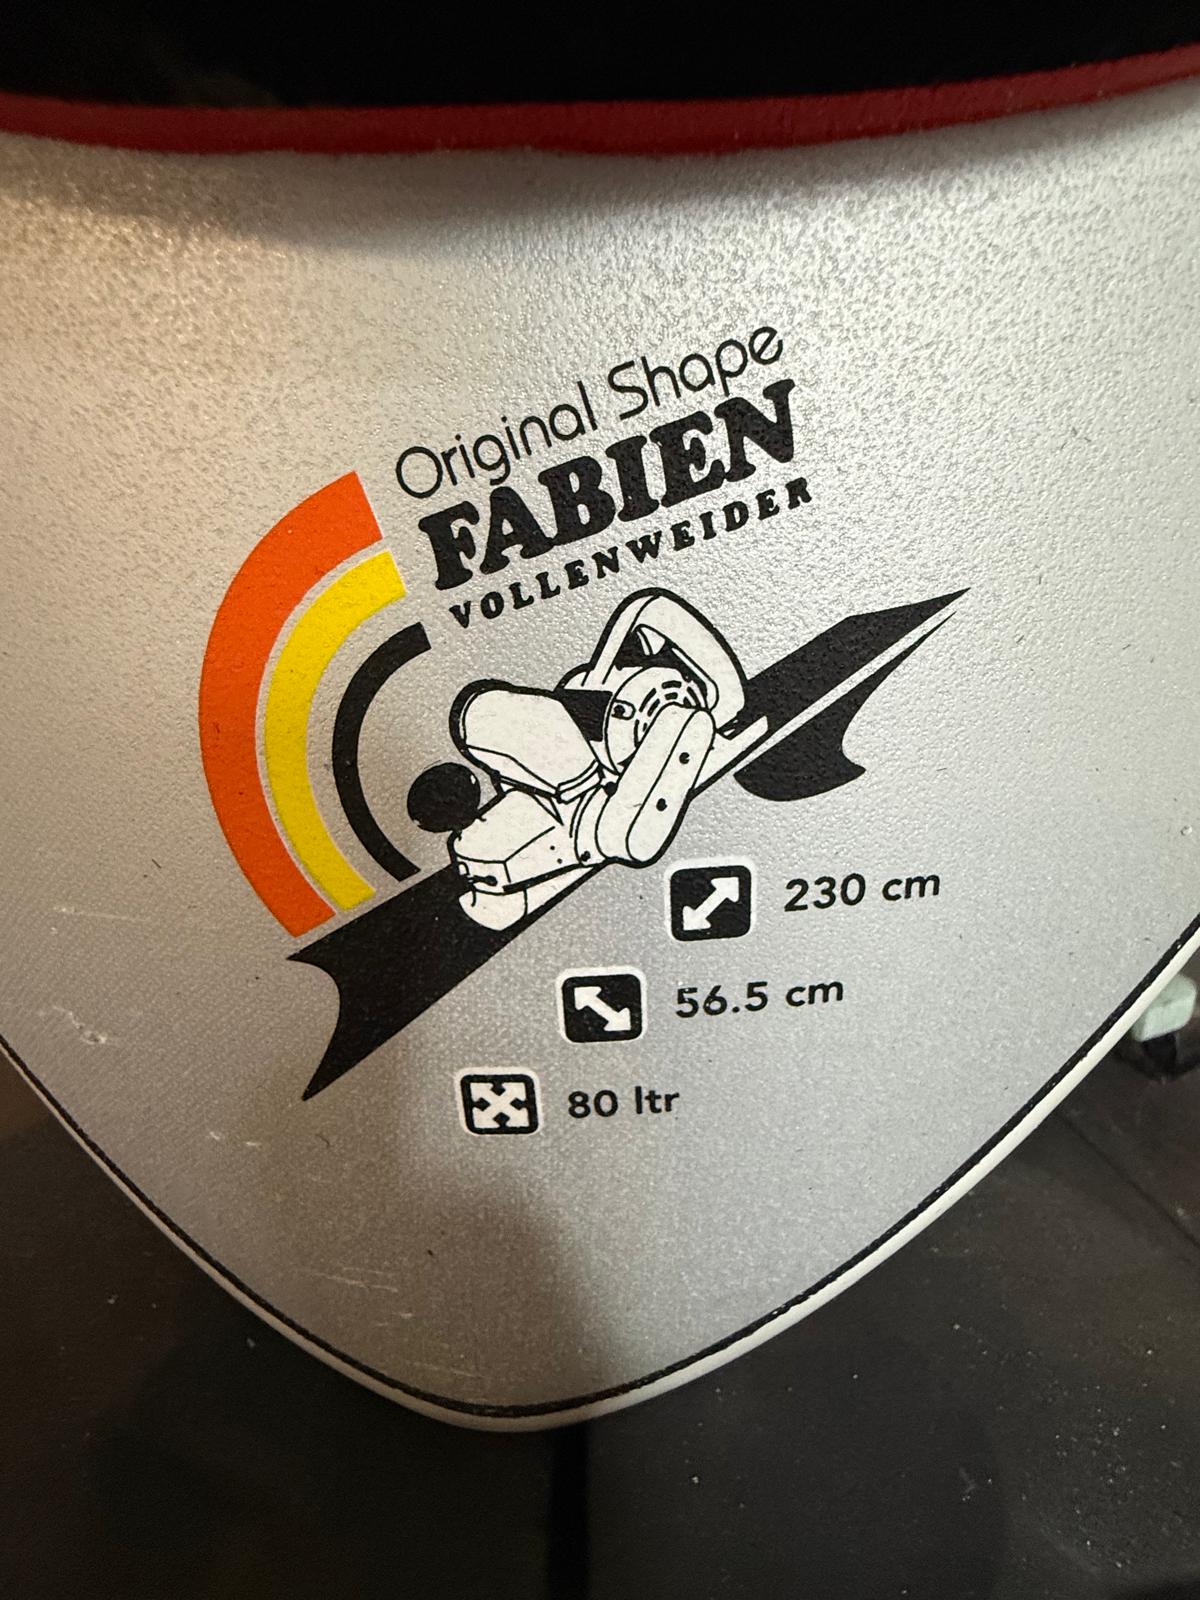 Original Shape
FABIEN
VOLLENWEIDER
230 cm
56.5 cm
80 ltr